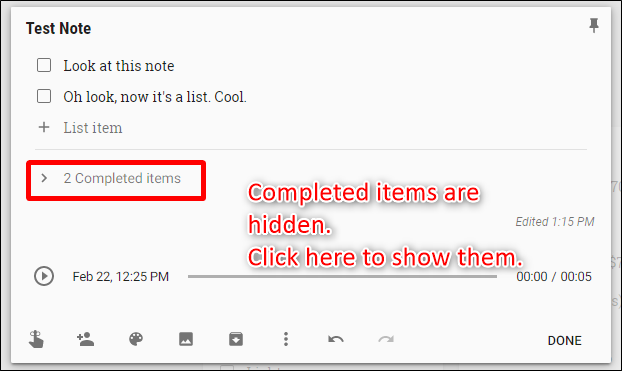 Test Note
Look at this note
Oh look, now it's a list. Cool.
List item
2 Completed items
Completed items are
hidden.
Click here to show them.
Edited 1:15 PM
Feb 22, 12:25 PM
00:00 / 00:05
DONE